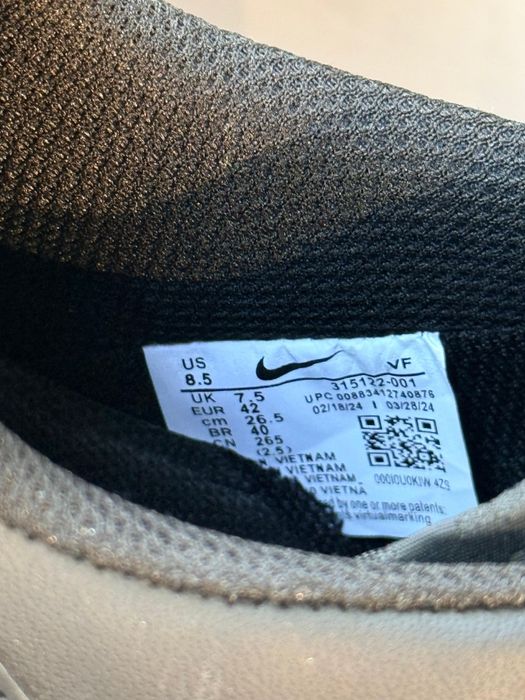 US VF
8.5 315122-001
UK 7.5 UPC 00883412740876
EUR 42 02/18/24 I 03/28/24
cm 26.5
BR 40
CN 265
(2.5)
VIETNAM
VIETNAM
VIETNAM
VIETNA
by one or more patents:
virtualmarking